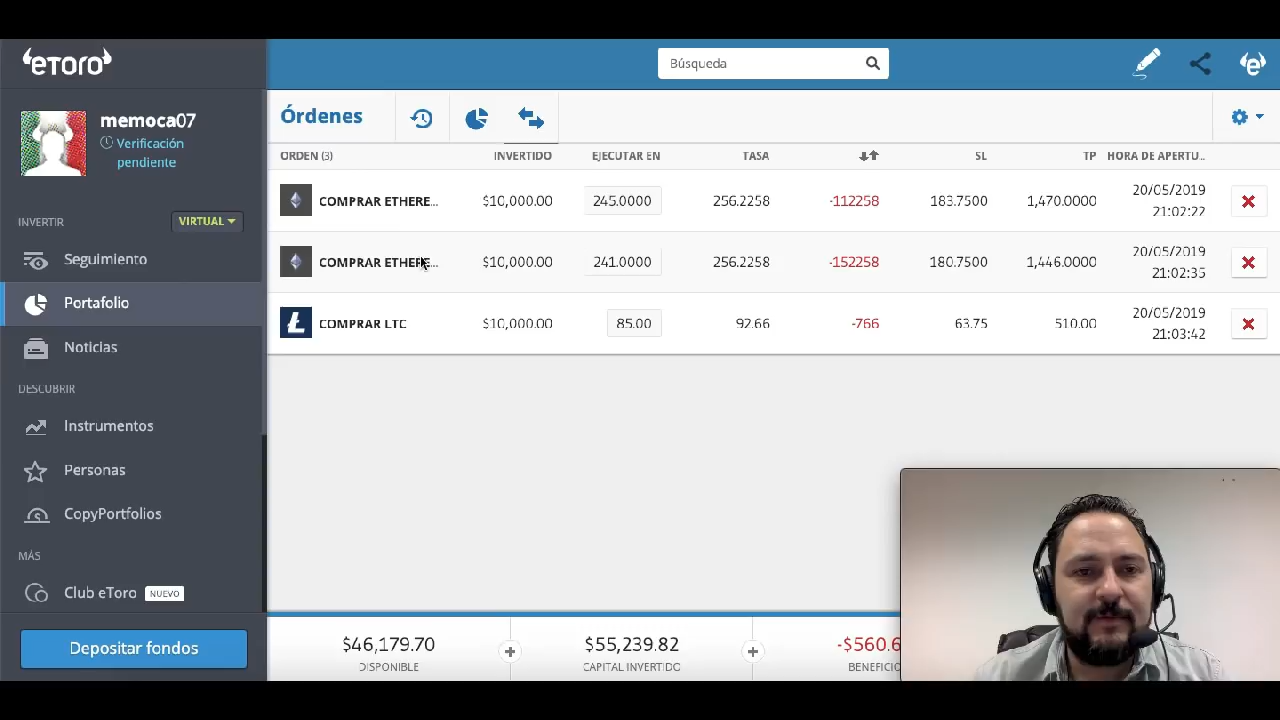 eTORO
Búsqueda
memoca07
Verificación
pendiente
INVERTIR
VIRTUAL
Seguimiento
Portafolio
Noticias
DESCUBRIR
Instrumentos
Personas
CopyPortfolios
MÁS
Club eToro NUEVO
Depositar fondos
Órdenes
ORDEN (3) INVERTIDO EJECUTAR EN TASA SL TP HORA DE APERTU...
COMPRAR ETHERE... $10,000.00 245.0000 256.2258 -112258 183.7500 1,470.0000 20/05/2019 21:02:22
COMPRAR ETHERE... $10,000.00 241.0000 256.2258 -152258 180.7500 1,446.0000 20/05/2019 21:02:35
COMPRAR LTC $10,000.00 85.00 92.66 -766 63.75 510.00 20/05/2019 21:03:42
$46,179.70 $55,239.82 -$560.6
DISPONIBLE CAPITAL INVERTIDO BENEFICIO